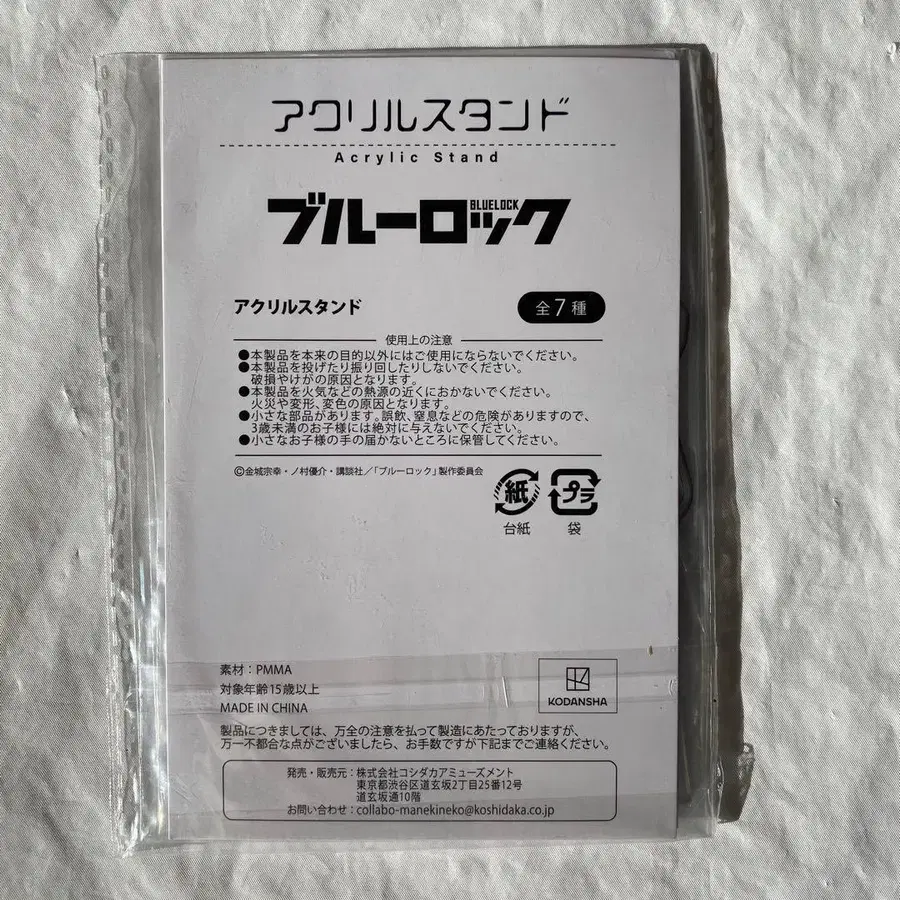 アクリルスタンド
Acrylic Stand
BLUELOCK
ブルーロック
アクリルスタンド
全7種
使用上の注意
●本製品を本来の目的以外にはご使用にならないでください。
●本製品を投げたり振り回したりしないでください。
破損やけがの原因となります。
●本製品を火気などの熱源の近くにおかないでください。
火災や変形、変色の原因となります。
●小さな部品があります。誤飲、窒息などの危険がありますので、
3歳未満のお子様には絶対に与えないでください。
●小さなお子様の手の届かないところに保管してください。
©金城宗幸・ノ村優介・講談社／「ブルーロック」製作委員会
紙
プラ
台紙
袋
素材：PMMA
対象年齢15歳以上
MADE IN CHINA
KODANSHA
製品につきましては、万全の注意を払って製造にあたっておりますが、
万一不都合な点がございましたら、お手数ですが下記までご連絡ください。
発売・販売元：株式会社コシダカアミューズメント
東京都渋谷区道玄坂2丁目25番12号
道玄坂通10階
お問い合わせ：collabo-manekineko@koshidaka.co.jp